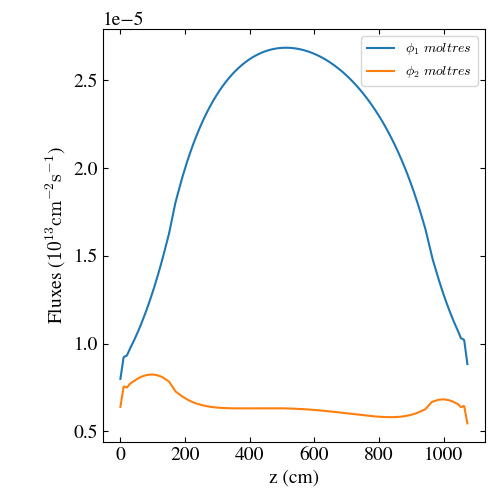 1e−5
ϕ₁ moltres
ϕ₂ moltres
2.5
2.0
1.5
1.0
0.5
Fluxes (10¹³cm⁻²s⁻¹)
0 200 400 600 800 1000
z (cm)